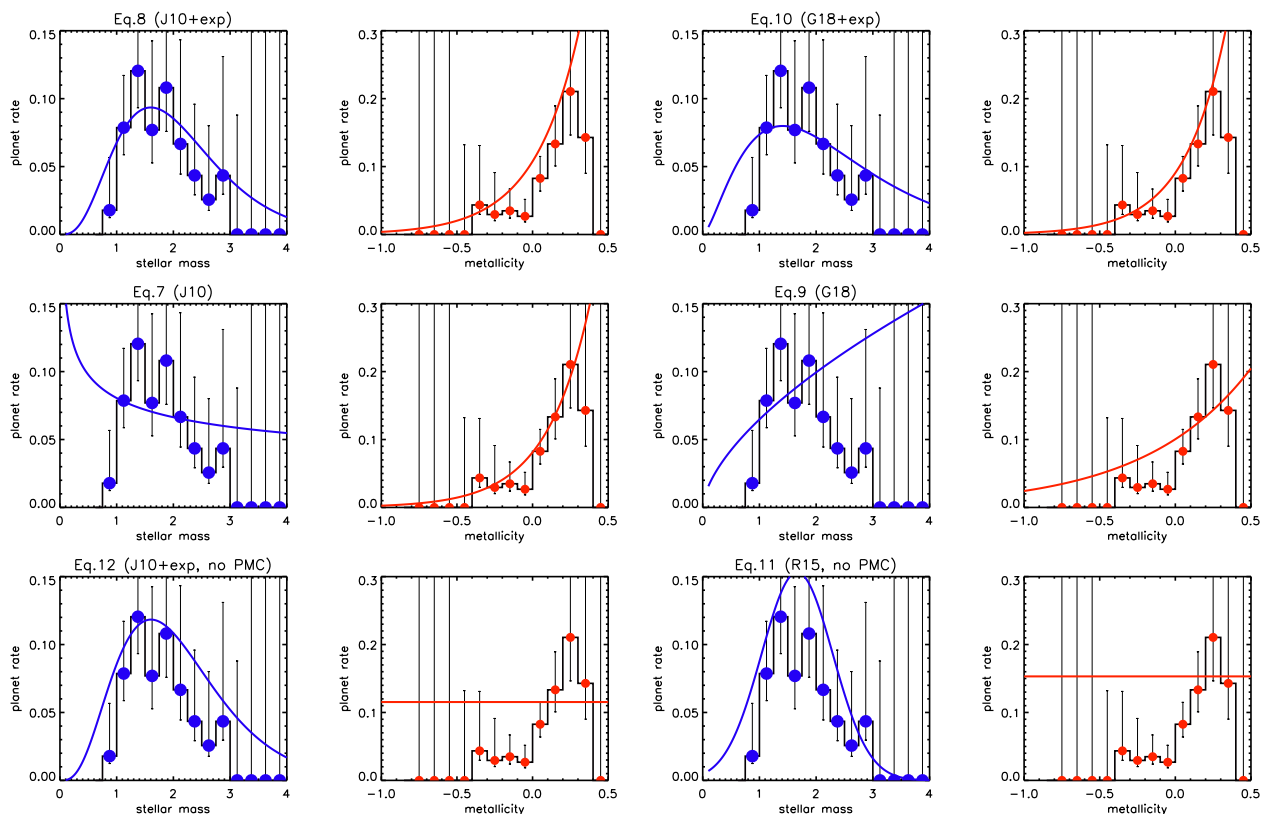 Eq.8 (J10+exp)
Eq.10 (G18+exp)
0.15
0.10
0.05
0.00
planet rate
0 1 2 3 4
stellar mass
0.3
0.2
0.1
0.0
planet rate
−1.0 −0.5 0.0 0.5
metallicity
0.15
0.10
0.05
0.00
planet rate
0 1 2 3 4
stellar mass
0.3
0.2
0.1
0.0
planet rate
−1.0 −0.5 0.0 0.5
metallicity
Eq.7 (J10)
Eq.9 (G18)
0.15
0.10
0.05
0.00
planet rate
0 1 2 3 4
stellar mass
0.3
0.2
0.1
0.0
planet rate
−1.0 −0.5 0.0 0.5
metallicity
0.15
0.10
0.05
0.00
planet rate
0 1 2 3 4
stellar mass
0.3
0.2
0.1
0.0
planet rate
−1.0 −0.5 0.0 0.5
metallicity
Eq.12 (J10+exp, no PMC)
Eq.11 (R15, no PMC)
0.15
0.10
0.05
0.00
planet rate
0 1 2 3 4
stellar mass
0.3
0.2
0.1
0.0
planet rate
−1.0 −0.5 0.0 0.5
metallicity
0.15
0.10
0.05
0.00
planet rate
0 1 2 3 4
stellar mass
0.3
0.2
0.1
0.0
planet rate
−1.0 −0.5 0.0 0.5
metallicity